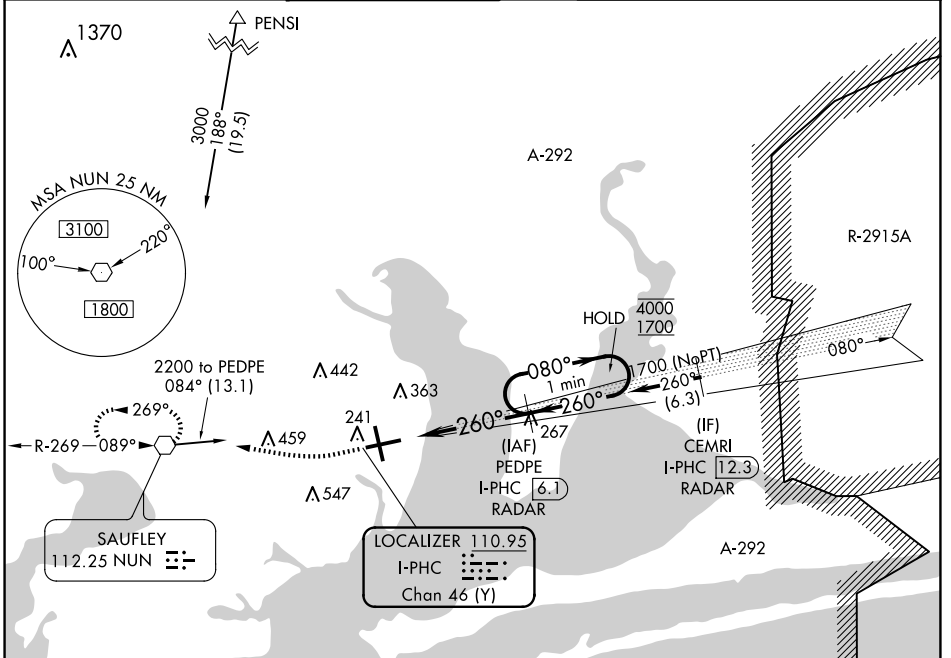 1370
PENSI
3000
188°
(19.5)
A-292
MSA NUN 25 NM
3100
220°
100°
1800
R-2915A
HOLD
4000
1700
2200 to PEDPE
084° (13.1)
442
080°
1 min
1700 (NoPT)
080°
363
260°
260°
(6.3)
269°
241
260°
R-269
089°
459
267
(IAF)
PEDPE
I-PHC 6.1
RADAR
(IF)
CEMRI
I-PHC 12.3
RADAR
547
SAUFLEY
112.25 NUN
LOCALIZER 110.95
I-PHC
Chan 46 (Y)
A-292